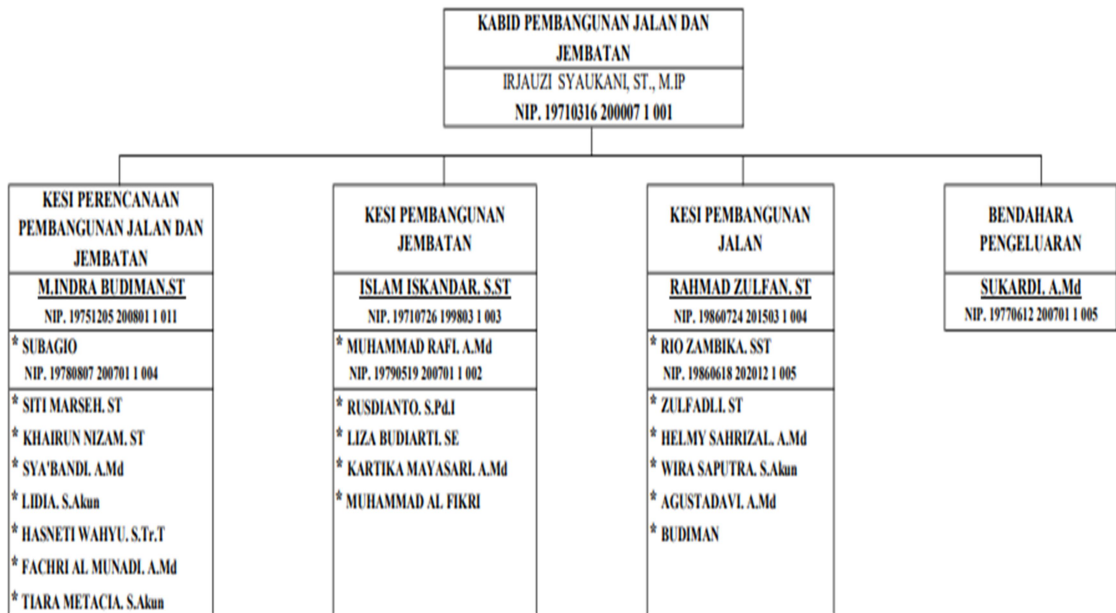 KABID PEMBANGUNAN JALAN DAN
JEMBATAN
IRJAUZI SYAUKANI, ST., M.IP
NIP. 19710316 200007 1 001
KESI PERENCANAAN
PEMBANGUNAN JALAN DAN
JEMBATAN
M.INDRA BUDIMAN.ST
NIP. 19751205 200801 1 011
* SUBAGIO
NIP. 19780807 200701 1 004
* SITI MARSEH. ST
* KHAIRUN NIZAM. ST
* SYA'BANDI. A.Md
* LIDIA. S.Akun
* HASNETI WAHYU. S.Tr.T
* FACHRI AL MUNADI. A.Md
* TIARA METACIA. S.Akun
KESI PEMBANGUNAN
JEMBATAN
ISLAM ISKANDAR. S.ST
NIP. 19710726 199803 1 003
* MUHAMMAD RAFI. A.Md
NIP. 19790519 200701 1 002
* RUSDIANTO. S.Pd.I
* LIZA BUDIARTI. SE
* KARTIKA MAYASARI. A.Md
* MUHAMMAD AL FIKRI
KESI PEMBANGUNAN
JALAN
RAHMAD ZULFAN. ST
NIP. 19860724 201503 1 004
* RIO ZAMBIKA. SST
NIP. 19860618 202012 1 005
* ZULFADLI. ST
* HELMY SAHRIZAL. A.Md
* WIRA SAPUTRA. S.Akun
* AGUSTADAVI. A.Md
* BUDIMAN
BENDAHARA
PENGELUARAN
SUKARDI. A.Md
NIP. 19770612 200701 1 005